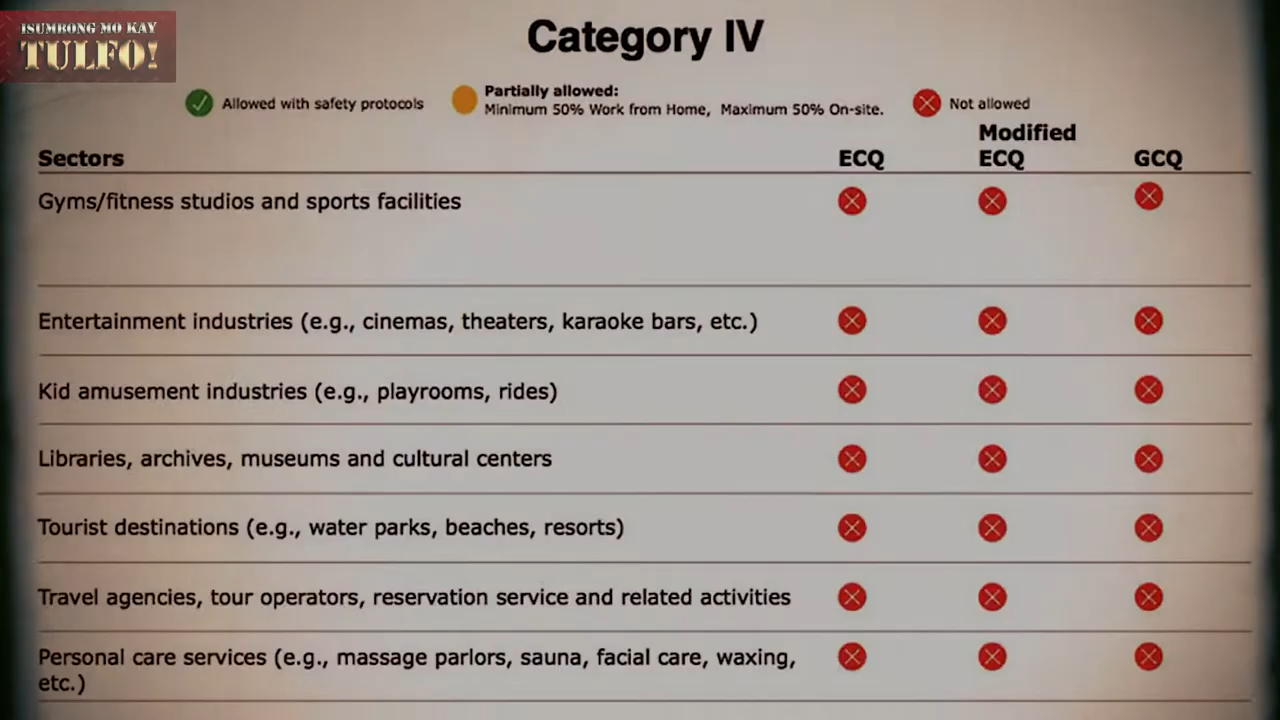 ISUMBONG MO KAY
TULFO!
Category IV
Allowed with safety protocols
Partially allowed:
Minimum 50% Work from Home, Maximum 50% On-site.
Not allowed
Sectors ECQ Modified ECQ GCQ
Gyms/fitness studios and sports facilities
Entertainment industries (e.g., cinemas, theaters, karaoke bars, etc.)
Kid amusement industries (e.g., playrooms, rides)
Libraries, archives, museums and cultural centers
Tourist destinations (e.g., water parks, beaches, resorts)
Travel agencies, tour operators, reservation service and related activities
Personal care services (e.g., massage parlors, sauna, facial care, waxing,
etc.)